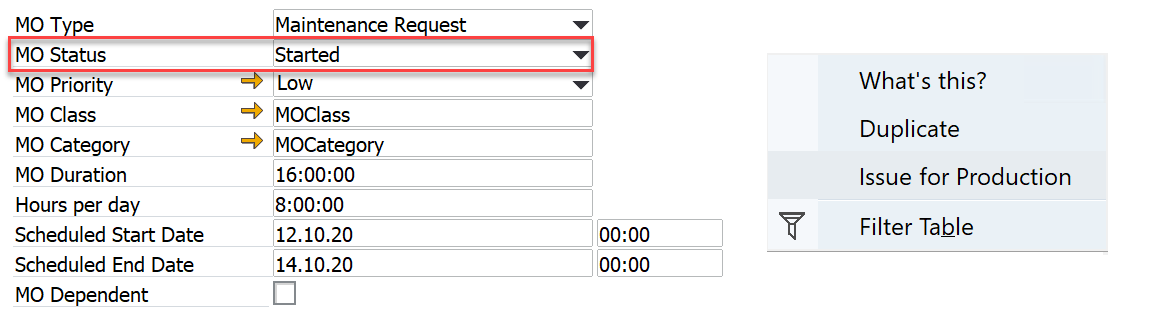 MO Type Maintenance Request
MO Status Started
MO Priority Low
MO Class MOClass
MO Category MOCategory
MO Duration 16:00:00
Hours per day 8:00:00
Scheduled Start Date 12.10.20 00:00
Scheduled End Date 14.10.20 00:00
MO Dependent
What's this?
Duplicate
Issue for Production
Filter Table